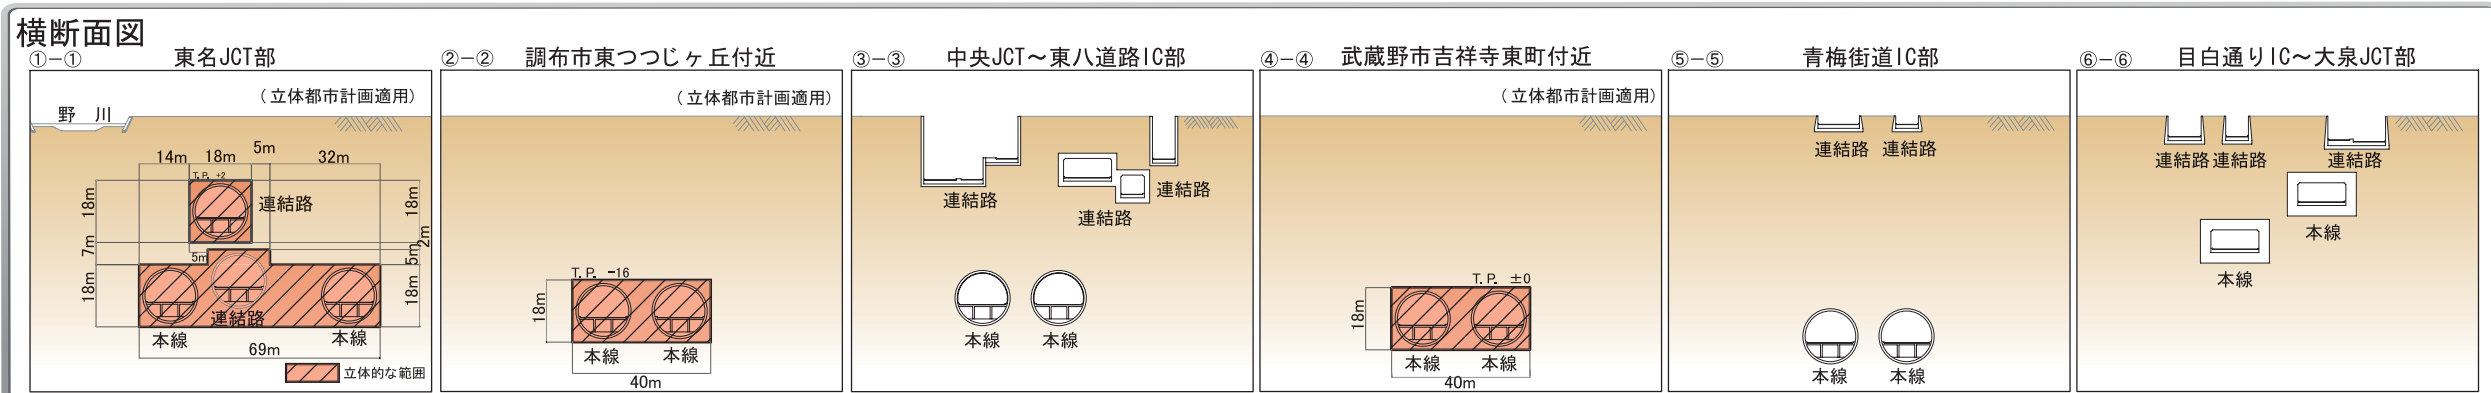 横断面図
①-① 東名JCT部
（立体都市計画適用）
野 川
14m 18m 5m 32m
T.P. +2
18m
連結路
18m
7m
2m
5m
5m
18m
18m
連結路
本線
本線
69m
立体的な範囲
②-② 調布市東つつじヶ丘付近
（立体都市計画適用）
T.P. -16
18m
本線 本線
40m
③-③ 中央JCT～東八道路IC部
連結路
連結路
連結路
本線 本線
④-④ 武蔵野市吉祥寺東町付近
（立体都市計画適用）
T.P. ±0
18m
本線 本線
40m
⑤-⑤ 青梅街道IC部
連結路 連結路
本線 本線
⑥-⑥ 目白通りIC～大泉JCT部
連結路 連結路 連結路
本線
本線